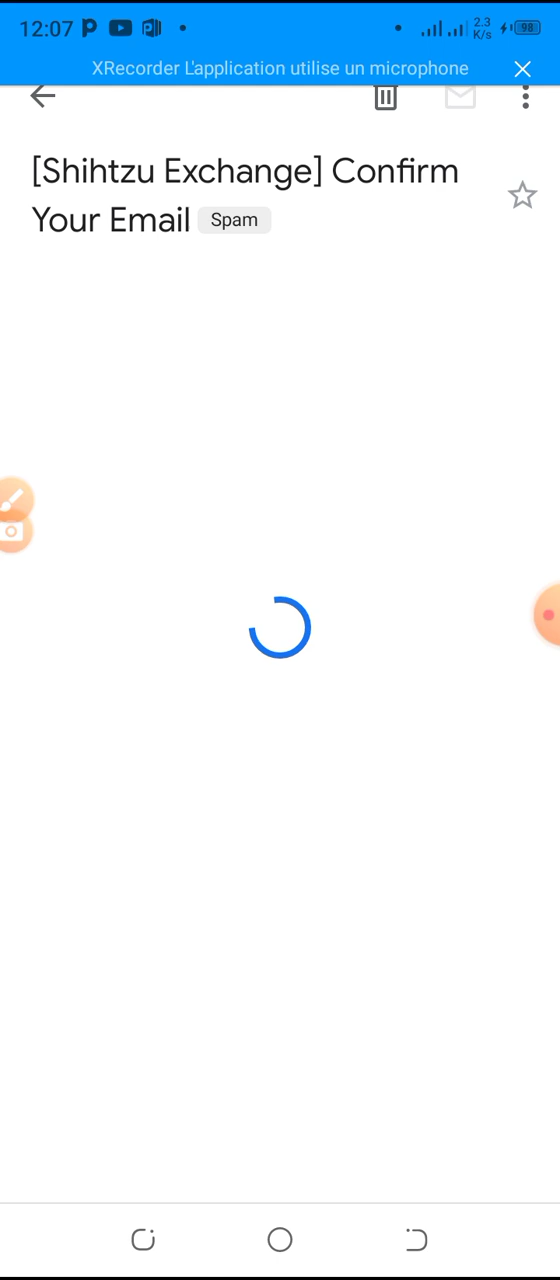 12:07 2.3 K/s 98
XRecorder L'application utilise un microphone
[Shihtzu Exchange] Confirm
Your Email Spam